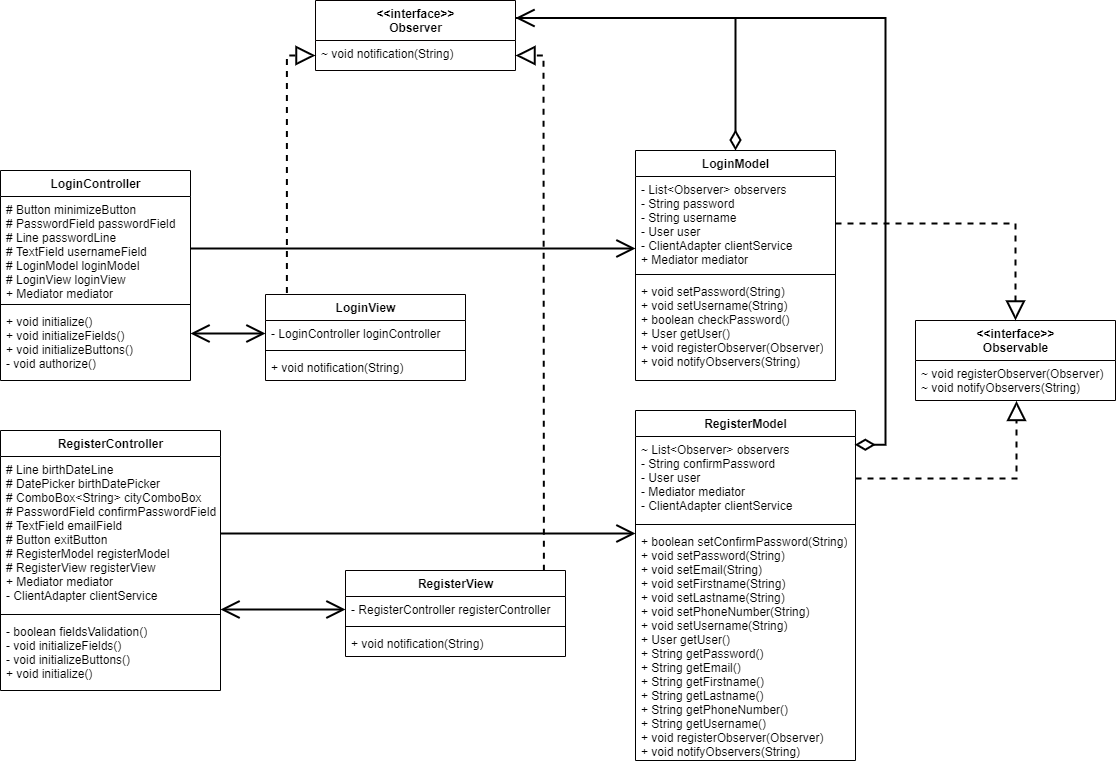 <<interface>>
Observer
~ void notification(String)
LoginController
# Button minimizeButton
# PasswordField passwordField
# Line passwordLine
# TextField usernameField
# LoginModel loginModel
# LoginView loginView
+ Mediator mediator
+ void initialize()
+ void initializeFields()
+ void initializeButtons()
- void authorize()
LoginView
- LoginController loginController
+ void notification(String)
LoginModel
- List<Observer> observers
- String password
- String username
- User user
- ClientAdapter clientService
+ Mediator mediator
+ void setPassword(String)
+ void setUsername(String)
+ boolean checkPassword()
+ User getUser()
+ void registerObserver(Observer)
+ void notifyObservers(String)
<<interface>>
Observable
~ void registerObserver(Observer)
~ void notifyObservers(String)
RegisterController
# Line birthDateLine
# DatePicker birthDatePicker
# ComboBox<String> cityComboBox
# PasswordField confirmPasswordField
# TextField emailField
# Button exitButton
# RegisterModel registerModel
# RegisterView registerView
+ Mediator mediator
- ClientAdapter clientService
- boolean fieldsValidation()
- void initializeFields()
- void initializeButtons()
+ void initialize()
RegisterView
- RegisterController registerController
+ void notification(String)
RegisterModel
~ List<Observer> observers
- String confirmPassword
- User user
- Mediator mediator
- ClientAdapter clientService
+ boolean setConfirmPassword(String)
+ void setPassword(String)
+ void setEmail(String)
+ void setFirstname(String)
+ void setLastname(String)
+ void setPhoneNumber(String)
+ void setUsername(String)
+ User getUser()
+ String getPassword()
+ String getEmail()
+ String getFirstname()
+ String getLastname()
+ String getPhoneNumber()
+ String getUsername()
+ void registerObserver(Observer)
+ void notifyObservers(String)